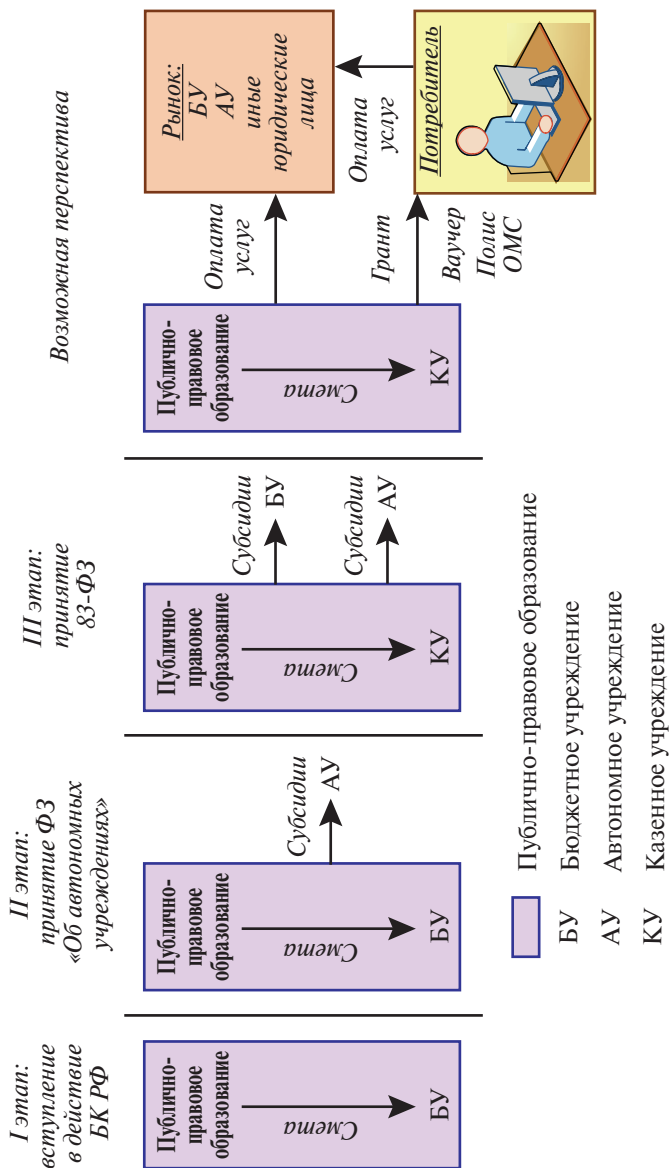 I этап:
вступление
в действие
БК РФ
Публично-
правовое
образование
Смета
БУ
II этап:
принятие ФЗ
«Об автономных
учреждениях»
Публично-
правовое
образование
Смета
БУ
Субсидии
АУ
III этап:
принятие
83-ФЗ
Публично-
правовое
образование
Смета
КУ
Субсидии
БУ
Субсидии
АУ
Возможная перспектива
Публично-
правовое
образование
Смета
КУ
Оплата
услуг
Грант
Ваучер
Полис
ОМС
Рынок:
БУ
АУ
иные
юридические
лица
Оплата
услуг
Потребитель
Публично-правовое образование
БУ Бюджетное учреждение
АУ Автономное учреждение
КУ Казенное учреждение